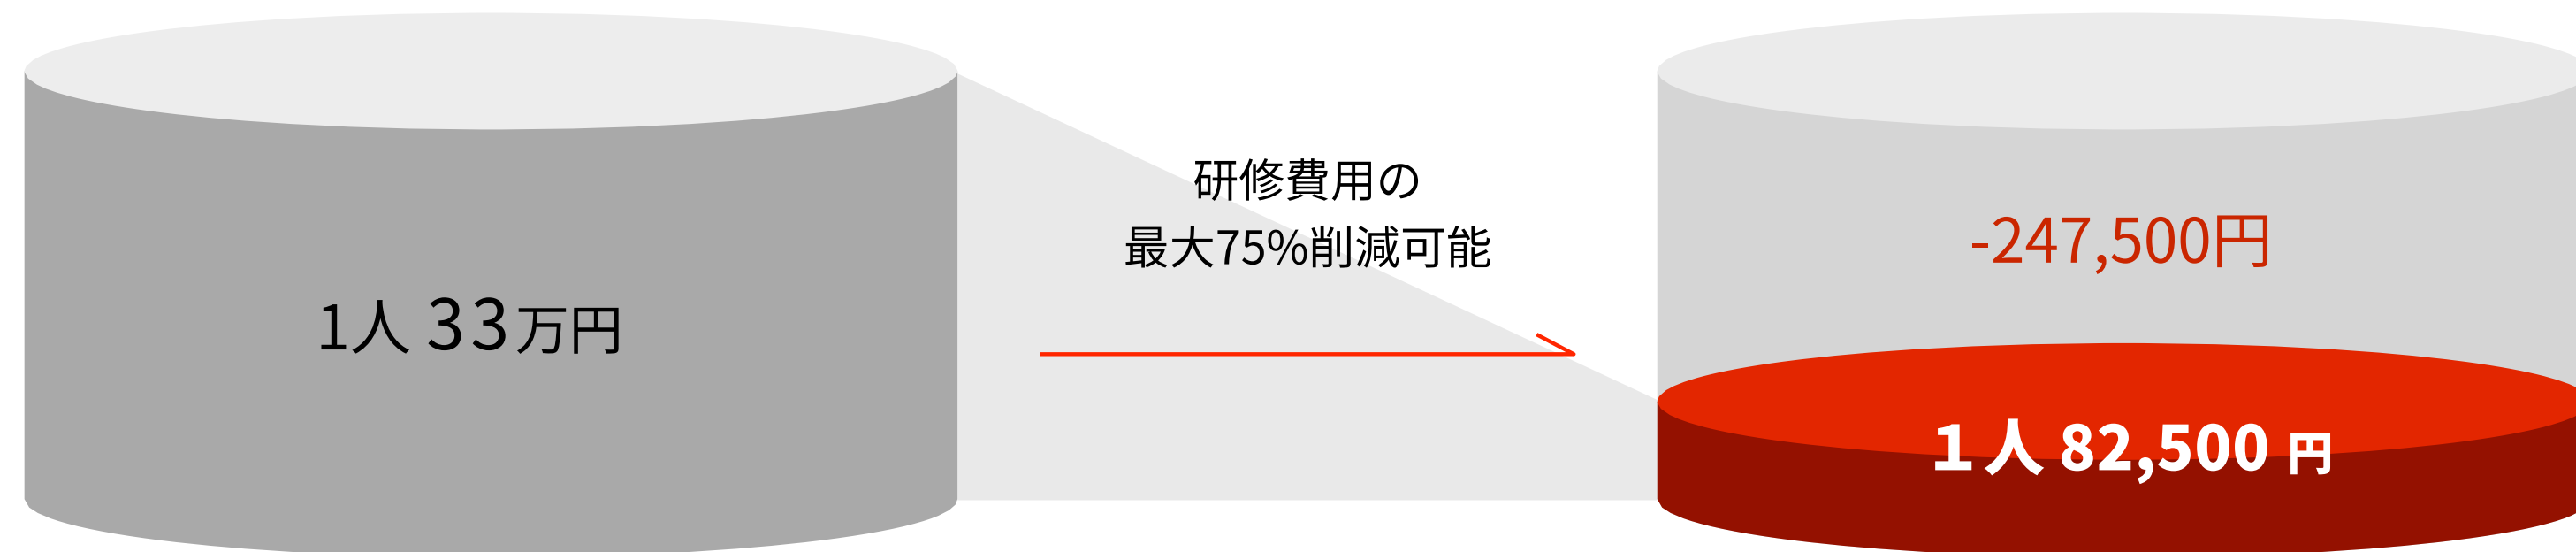 1人 33万円
研修費用の
最大75%削減可能
-247,500円
1人 82,500 円